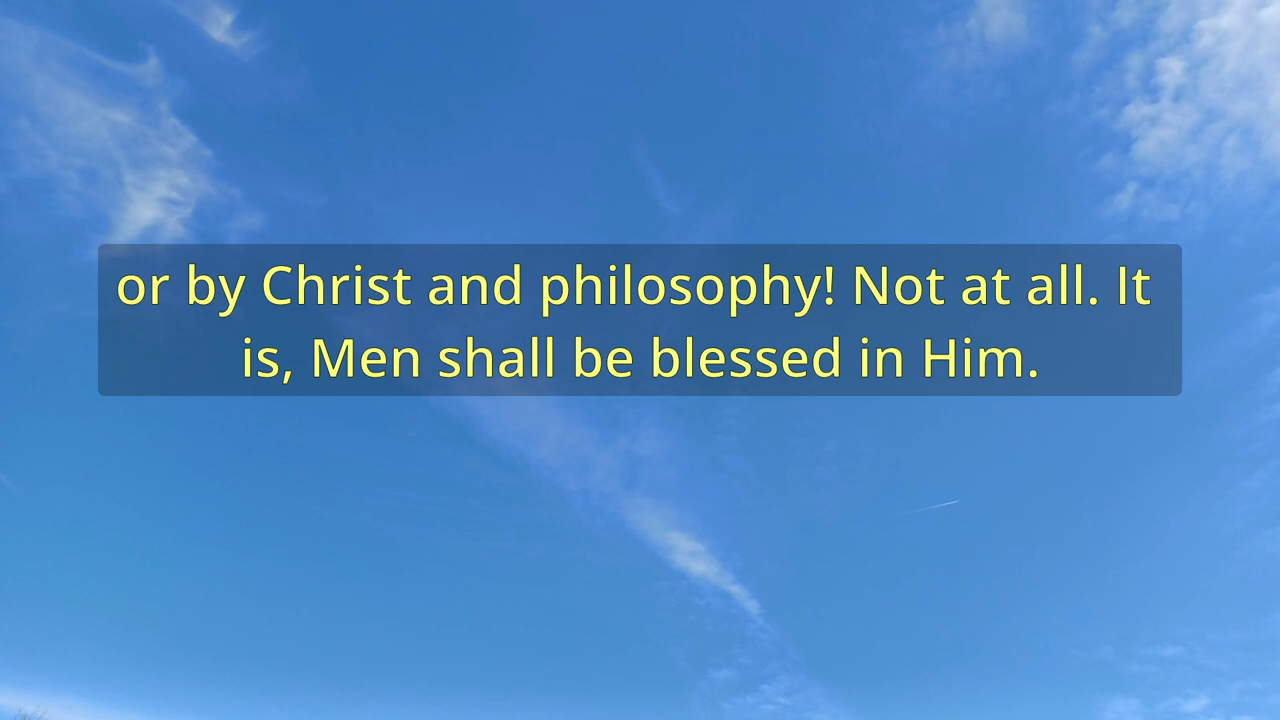 or by Christ and philosophy! Not at all. It
is, Men shall be blessed in Him.